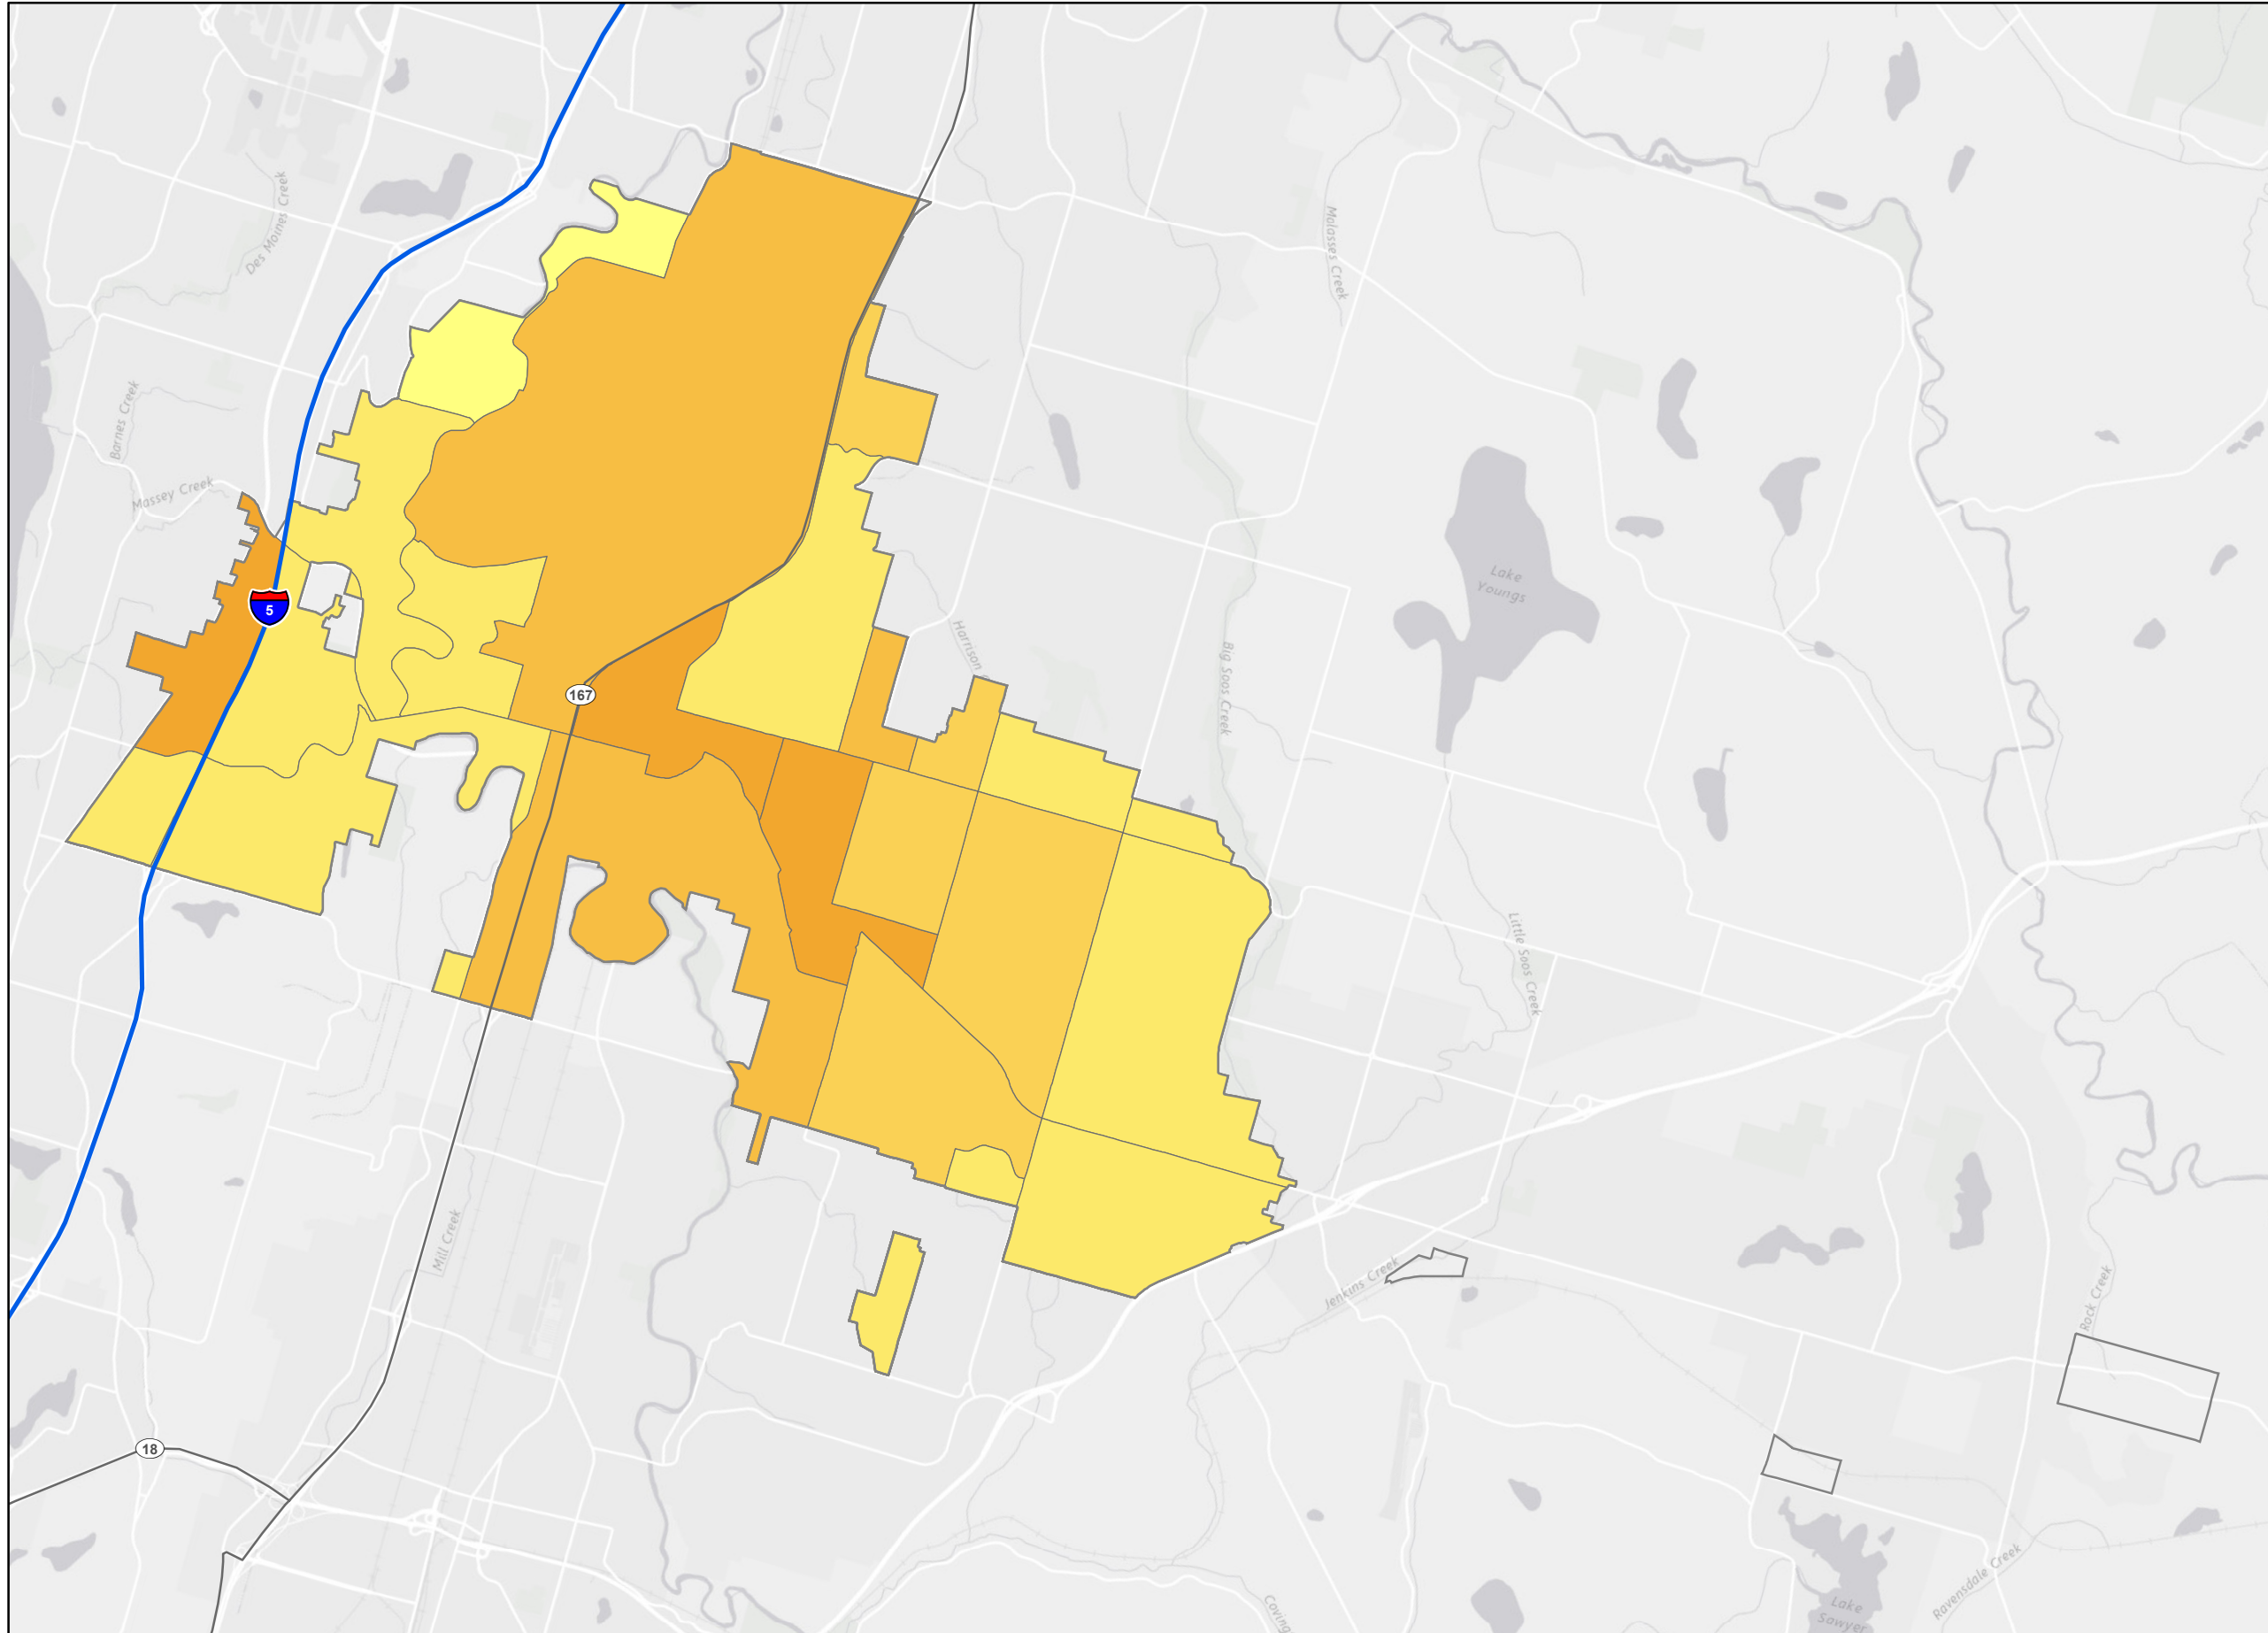 Des Moines Creek
Molasses Creek
Barnes Creek
Massey Creek
Lake
Youngs
5
Harrison
Big Soos Creek
167
Little Soos Creek
Mill Creek
Jenkins Creek
Rock Creek
18
Ravensdale Creek
Lake
Sawyer
Coving